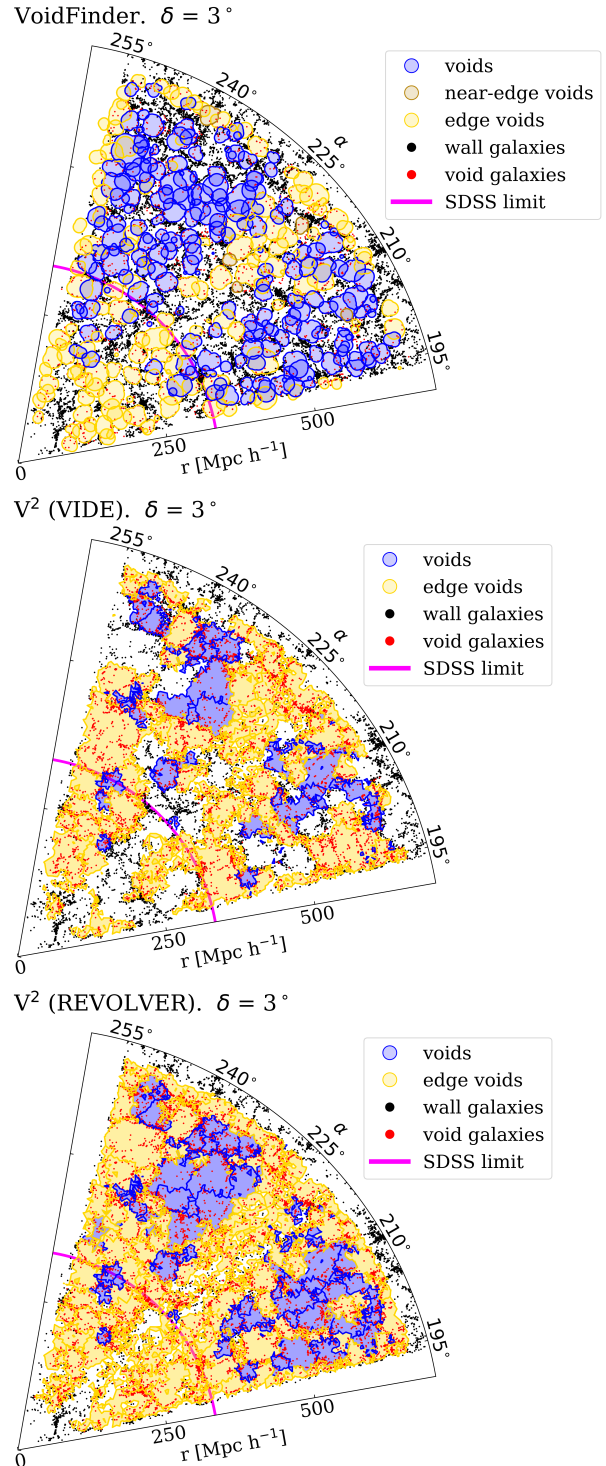 VoidFinder. δ = 3°
255°
240°
α
225°
210°
195°
0
250
500
r [Mpc h⁻¹]
voids
near-edge voids
edge voids
wall galaxies
void galaxies
SDSS limit
V² (VIDE). δ = 3°
255°
240°
α
225°
210°
195°
0
250
500
r [Mpc h⁻¹]
voids
edge voids
wall galaxies
void galaxies
SDSS limit
V² (REVOLVER). δ = 3°
255°
240°
α
225°
210°
195°
0
250
500
r [Mpc h⁻¹]
voids
edge voids
wall galaxies
void galaxies
SDSS limit